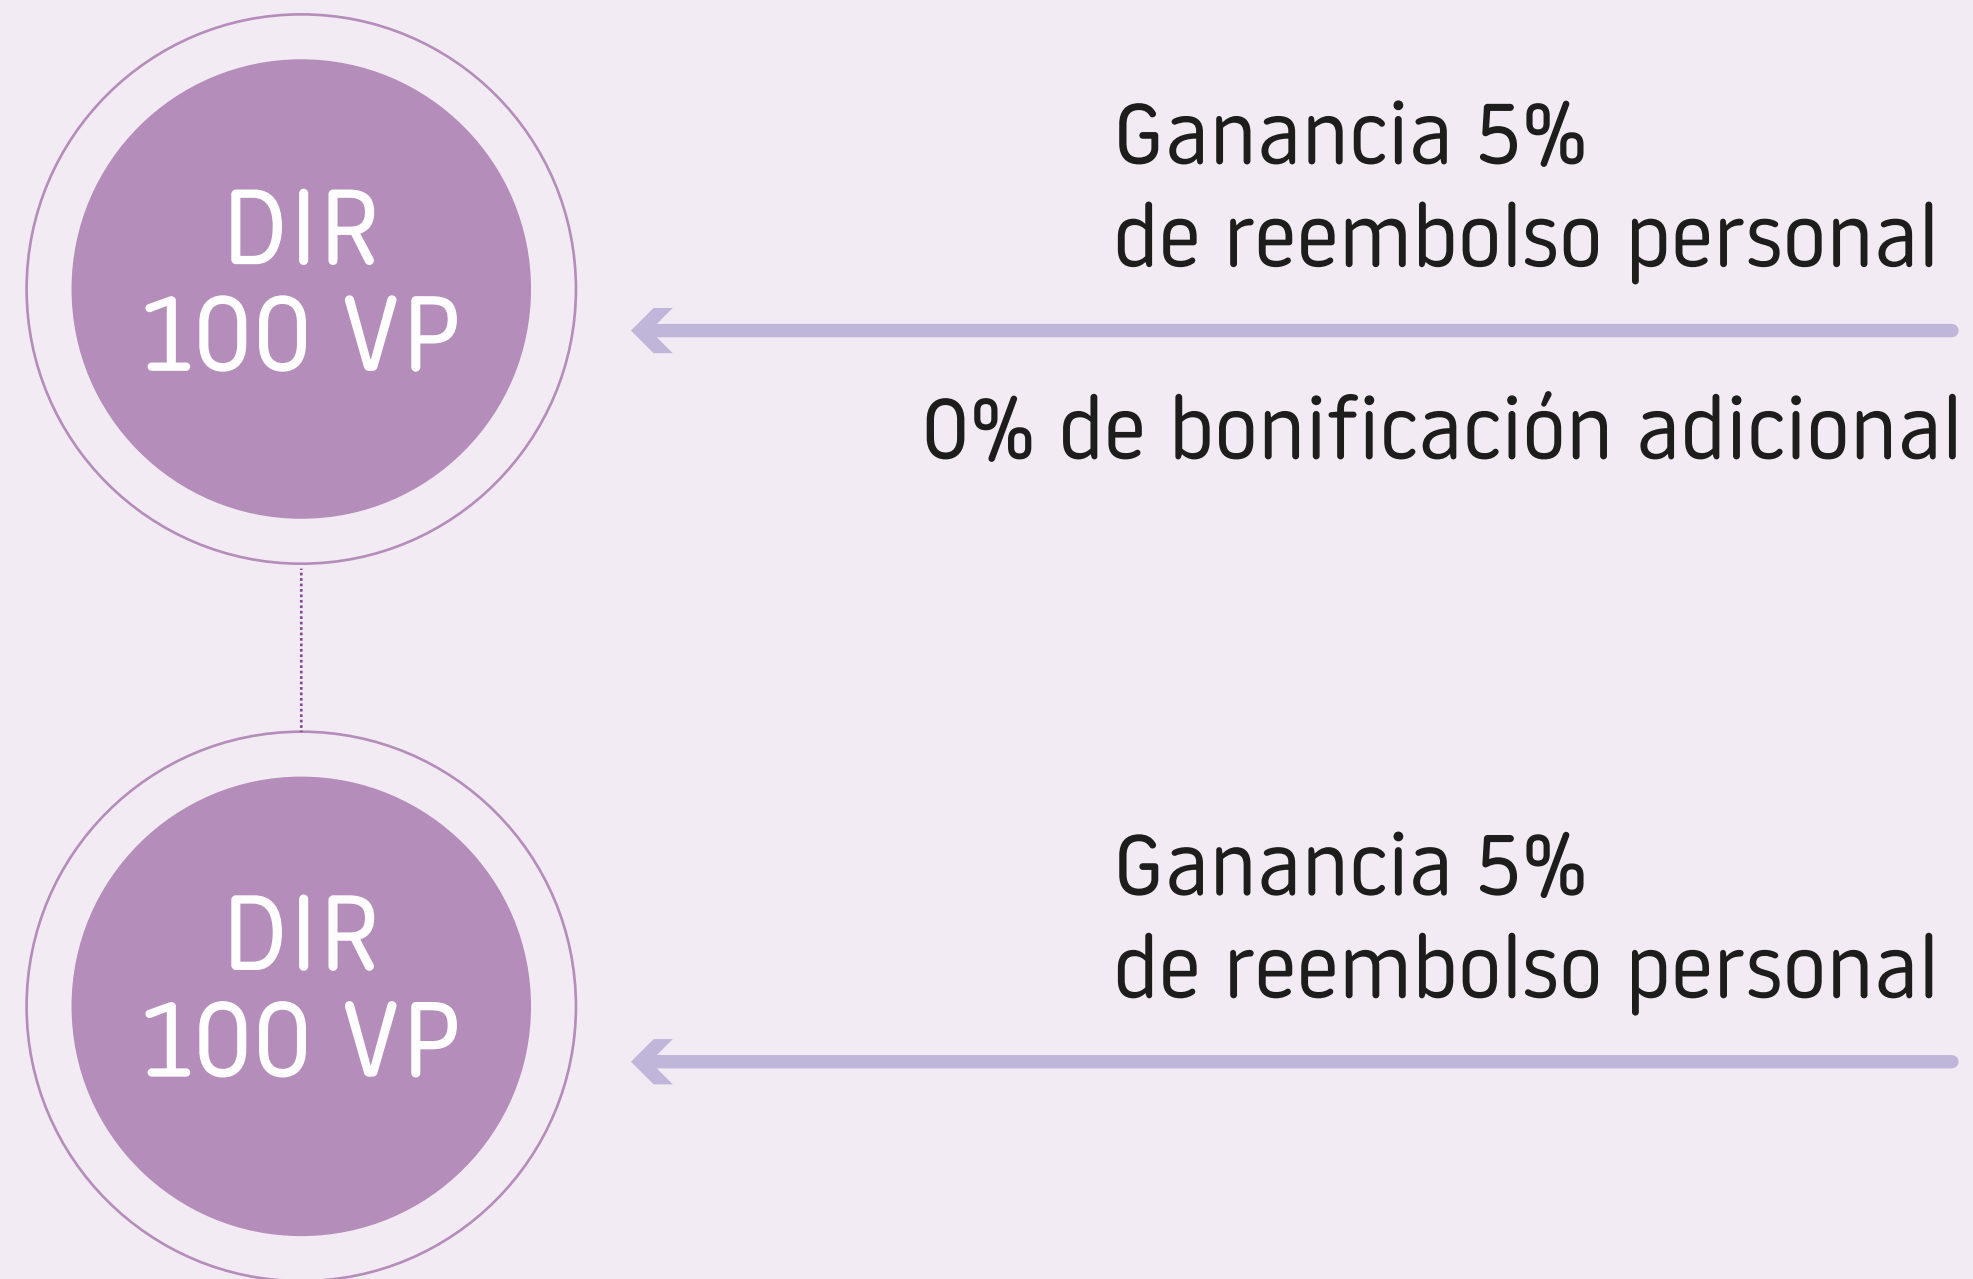 DIR
100 VP
Ganancia 5%
de reembolso personal
0% de bonificación adicional
DIR
100 VP
Ganancia 5%
de reembolso personal